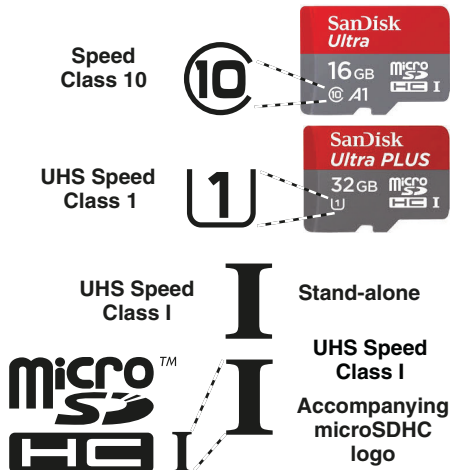 Speed
Class 10
10
SanDisk
Ultra
16GB
micro
SD
HC I
10 A1
UHS Speed
Class 1
1
SanDisk
Ultra PLUS
32GB
1
micro
SD
HC I
UHS Speed
Class I
I
Stand-alone
micro™
SD
HC I
I
UHS Speed
Class I
Accompanying
microSDHC
logo